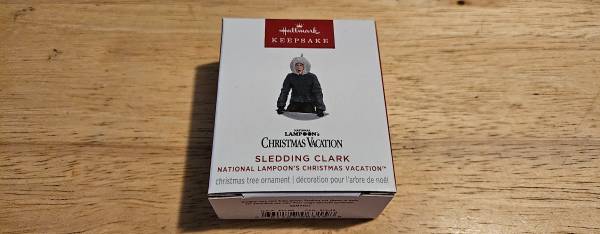 Hallmark
KEEPSAKE
NATIONAL
LAMPOON'S
CHRISTMAS VACATION
SLEDDING CLARK
NATIONAL LAMPOON'S CHRISTMAS VACATION™
christmas tree ornament | décoration pour l'arbre de noël